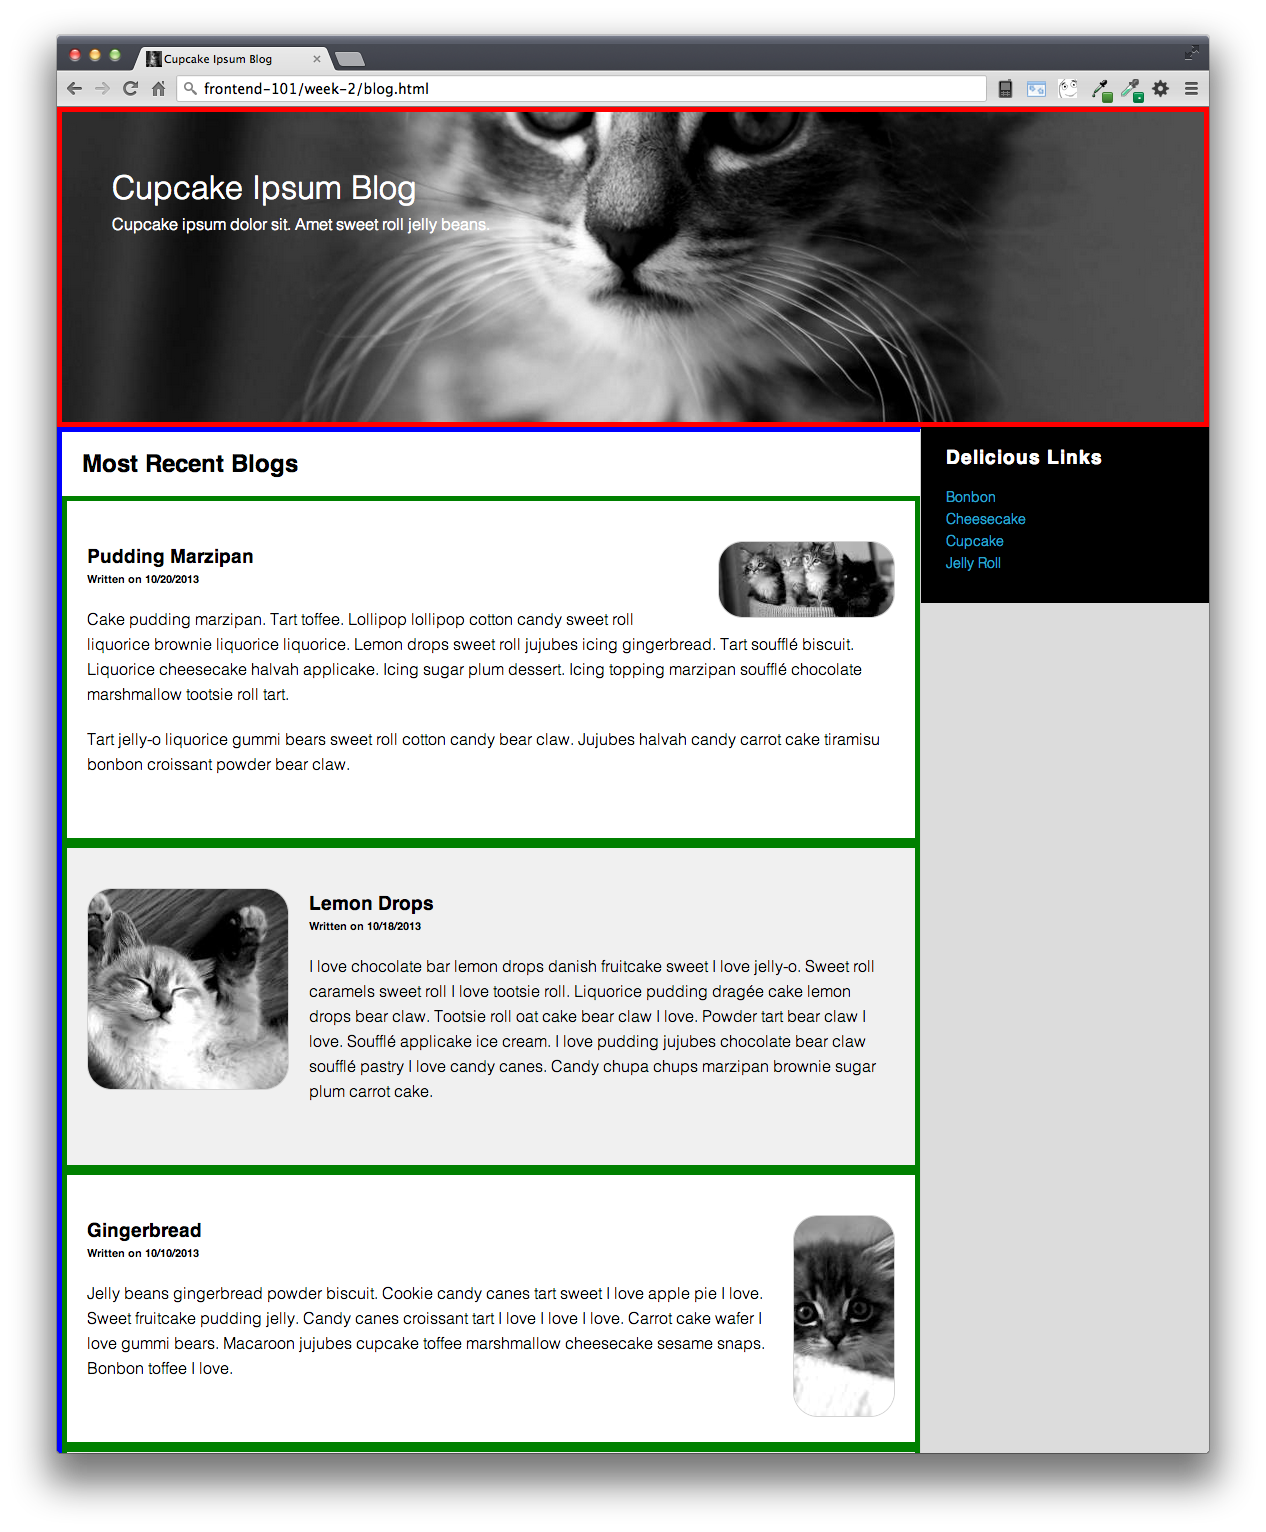 Cupcake Ipsum Blog
frontend-101/week-2/blog.html
Cupcake Ipsum Blog
Cupcake ipsum dolor sit. Amet sweet roll jelly beans.
Most Recent Blogs
Pudding Marzipan
Written on 10/20/2013
Cake pudding marzipan. Tart toffee. Lollipop lollipop cotton candy sweet roll
liquorice brownie liquorice liquorice. Lemon drops sweet roll jujubes icing gingerbread. Tart soufflé biscuit.
Liquorice cheesecake halvah applicake. Icing sugar plum dessert. Icing topping marzipan soufflé chocolate
marshmallow tootsie roll tart.
Tart jelly-o liquorice gummi bears sweet roll cotton candy bear claw. Jujubes halvah candy carrot cake tiramisu
bonbon croissant powder bear claw.
Lemon Drops
Written on 10/18/2013
I love chocolate bar lemon drops danish fruitcake sweet I love jelly-o. Sweet roll
caramels sweet roll I love tootsie roll. Liquorice pudding dragée cake lemon
drops bear claw. Tootsie roll oat cake bear claw I love. Powder tart bear claw I
love. Soufflé applicake ice cream. I love pudding jujubes chocolate bear claw
soufflé pastry I love candy canes. Candy chupa chups marzipan brownie sugar
plum carrot cake.
Gingerbread
Written on 10/10/2013
Jelly beans gingerbread powder biscuit. Cookie candy canes tart sweet I love apple pie I love.
Sweet fruitcake pudding jelly. Candy canes croissant tart I love I love I love. Carrot cake wafer I
love gummi bears. Macaroon jujubes cupcake toffee marshmallow cheesecake sesame snaps.
Bonbon toffee I love.
Delicious Links
Bonbon
Cheesecake
Cupcake
Jelly Roll